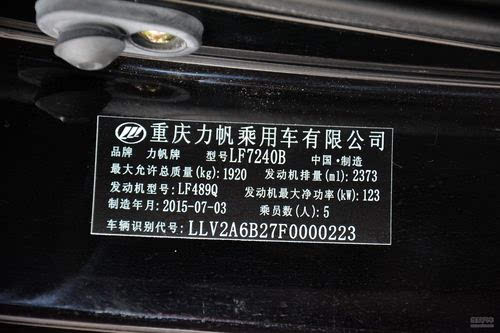 重庆力帆乘用车有限公司
品牌 力帆牌 型号LF7240B 中国·制造
最大允许总质量(kg):1920 发动机排量(ml):2373
发动机型号:LF489Q 发动机最大净功率(kW):123
制造年月:2015-07-03 乘员数(人):5
车辆识别代号:LLV2A6B27F0000223